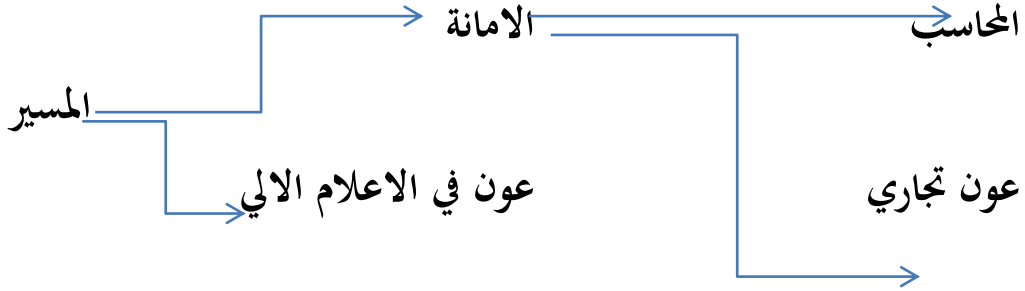 المحاسب
الامانة
المسير
عون تجاري
عون في الاعلام الالي